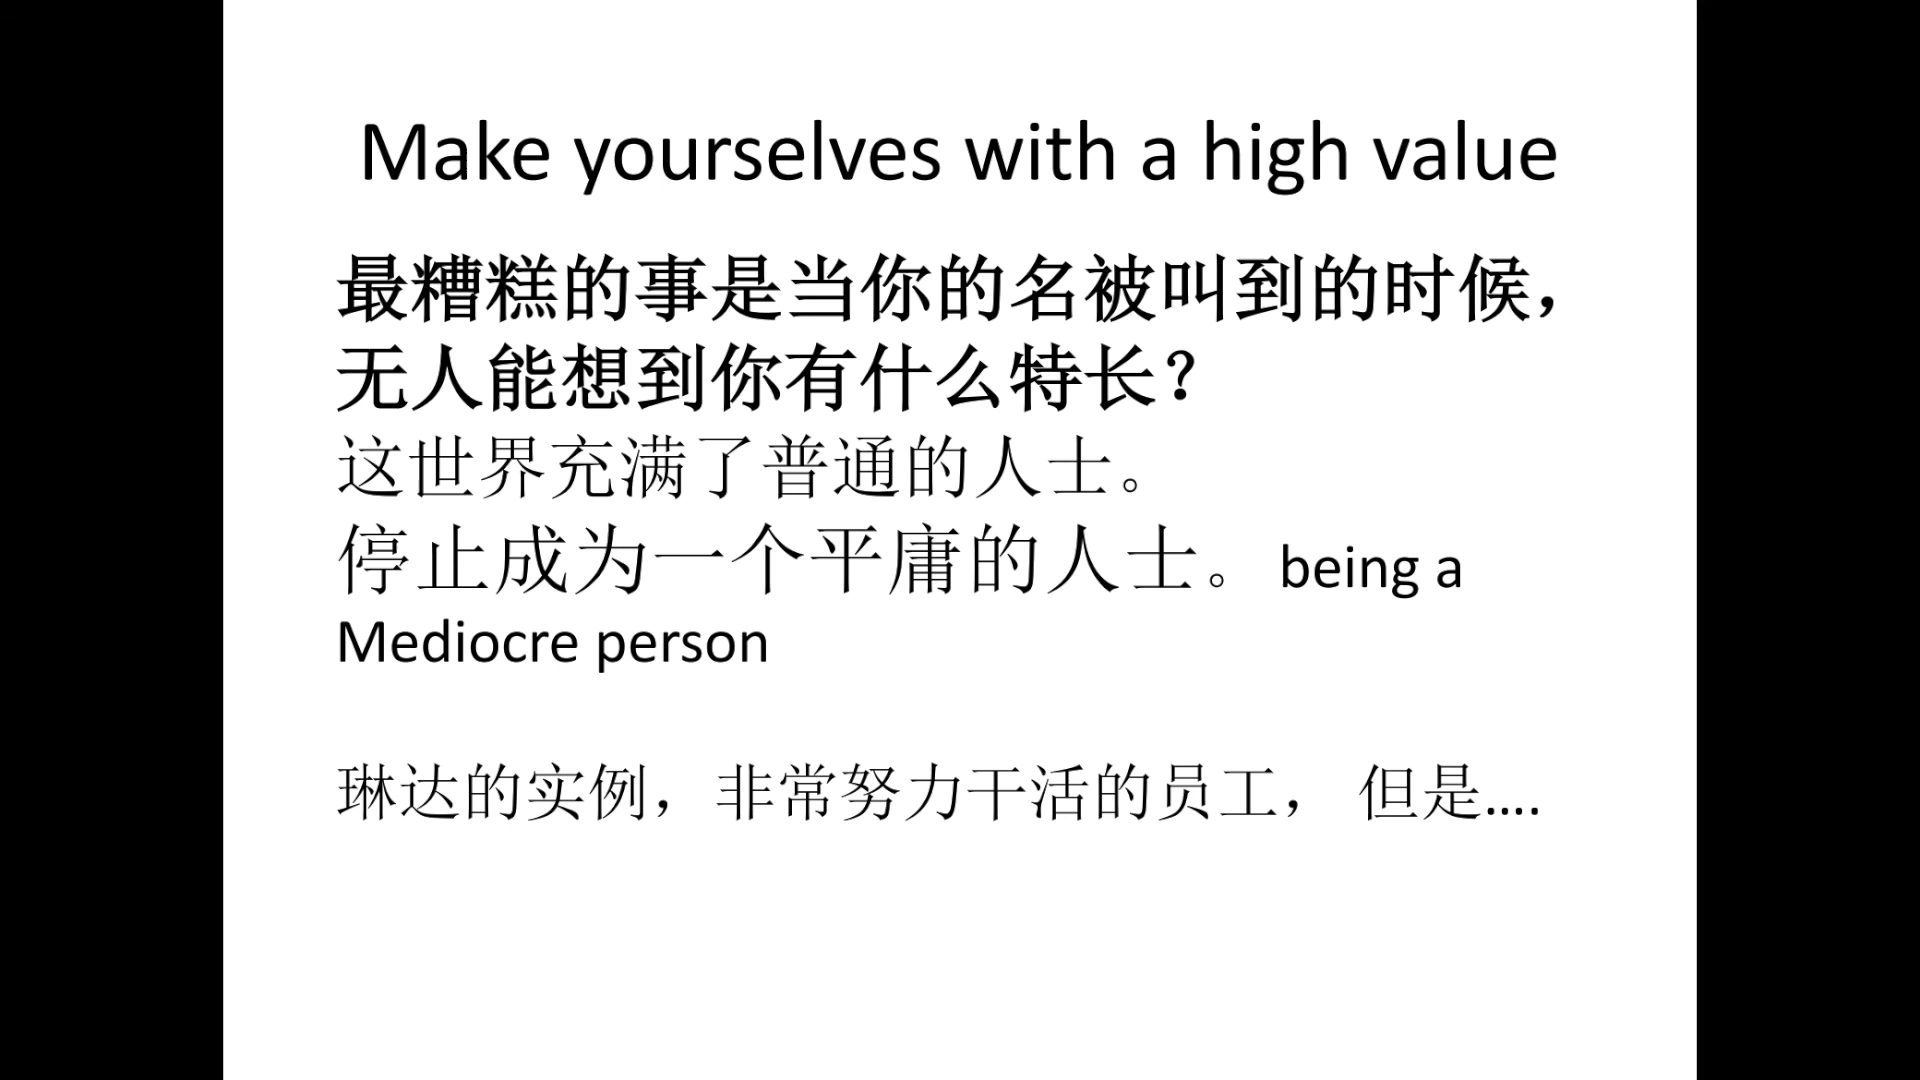 Make yourselves with a high value
最糟糕的事是当你的名被叫到的时候，
无人能想到你有什么特长？
这世界充满了普通的人士。
停止成为一个平庸的人士。 being a
Mediocre person
琳达的实例，非常努力干活的员工， 但是....